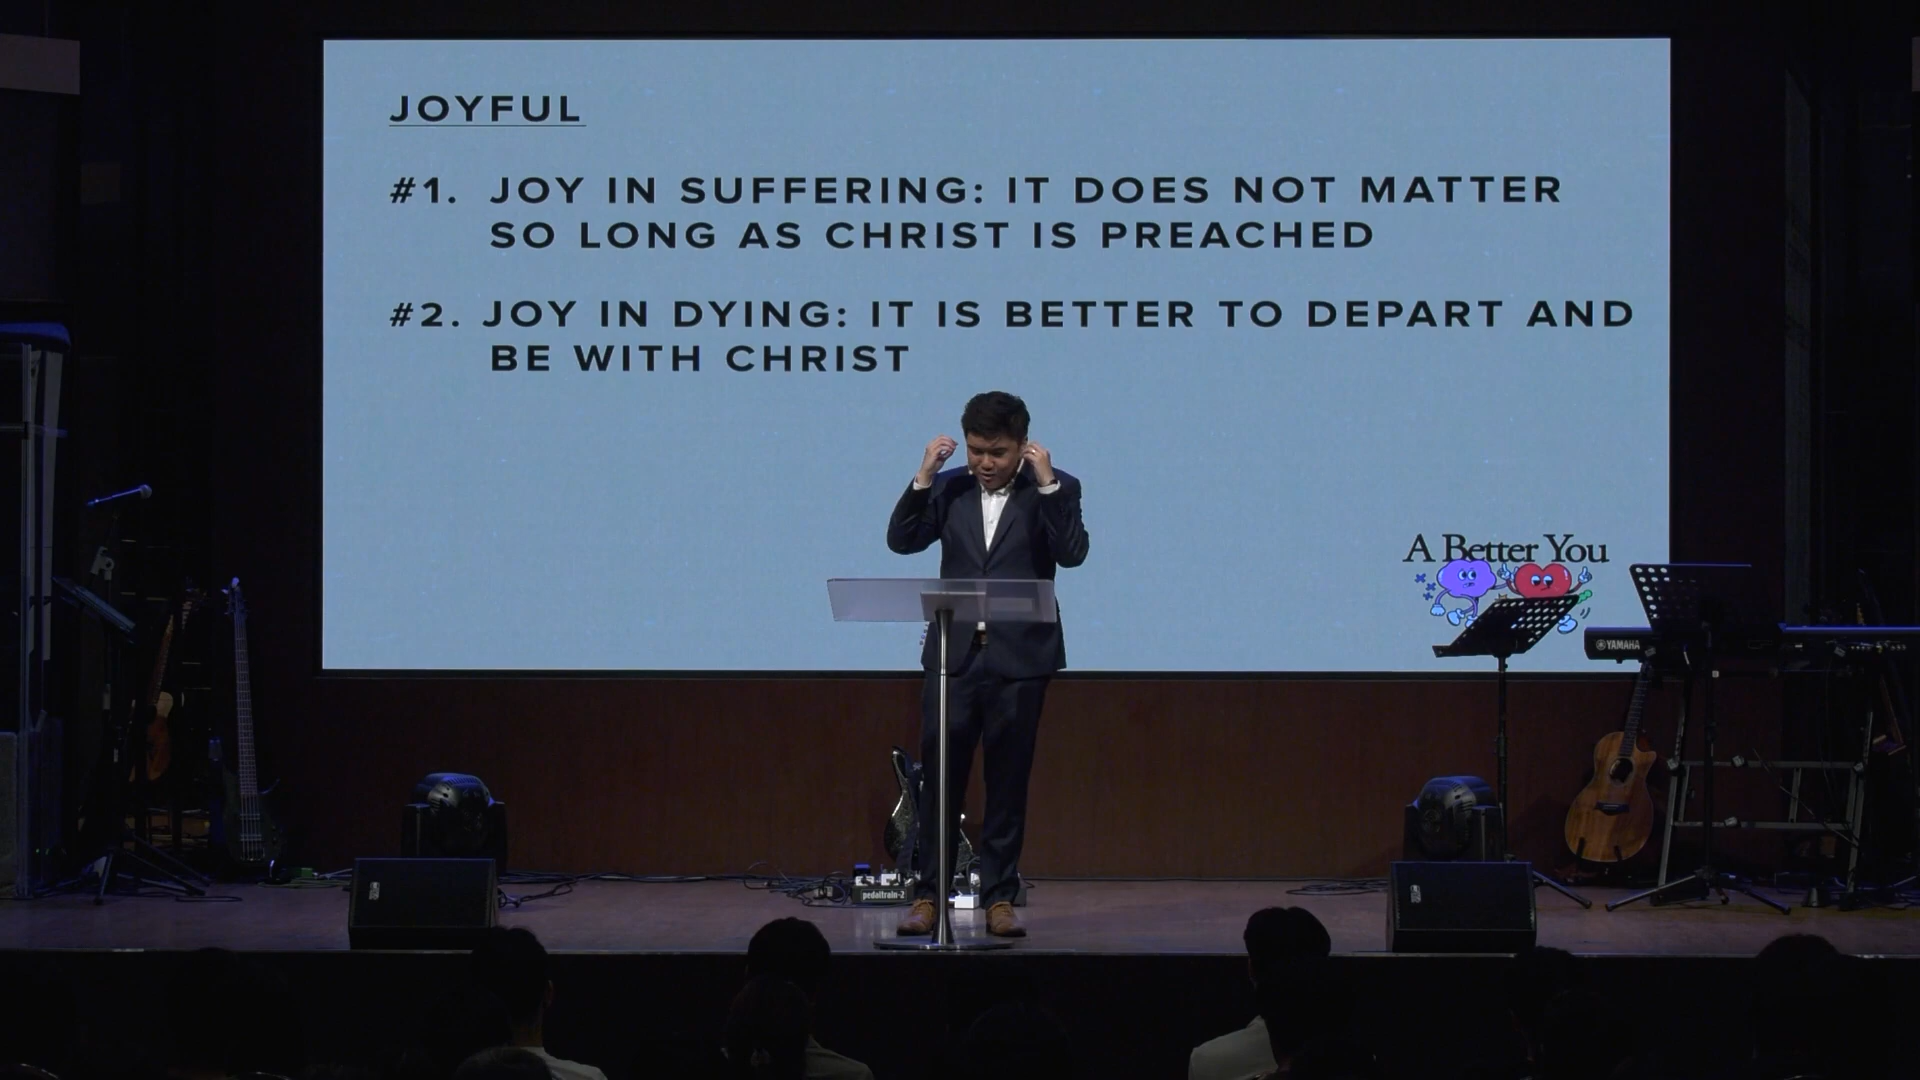 JOYFUL
#1. JOY IN SUFFERING: IT DOES NOT MATTER
SO LONG AS CHRIST IS PREACHED
#2. JOY IN DYING: IT IS BETTER TO DEPART AND
BE WITH CHRIST
A Better You
YAMAHA
pedaltrain-2